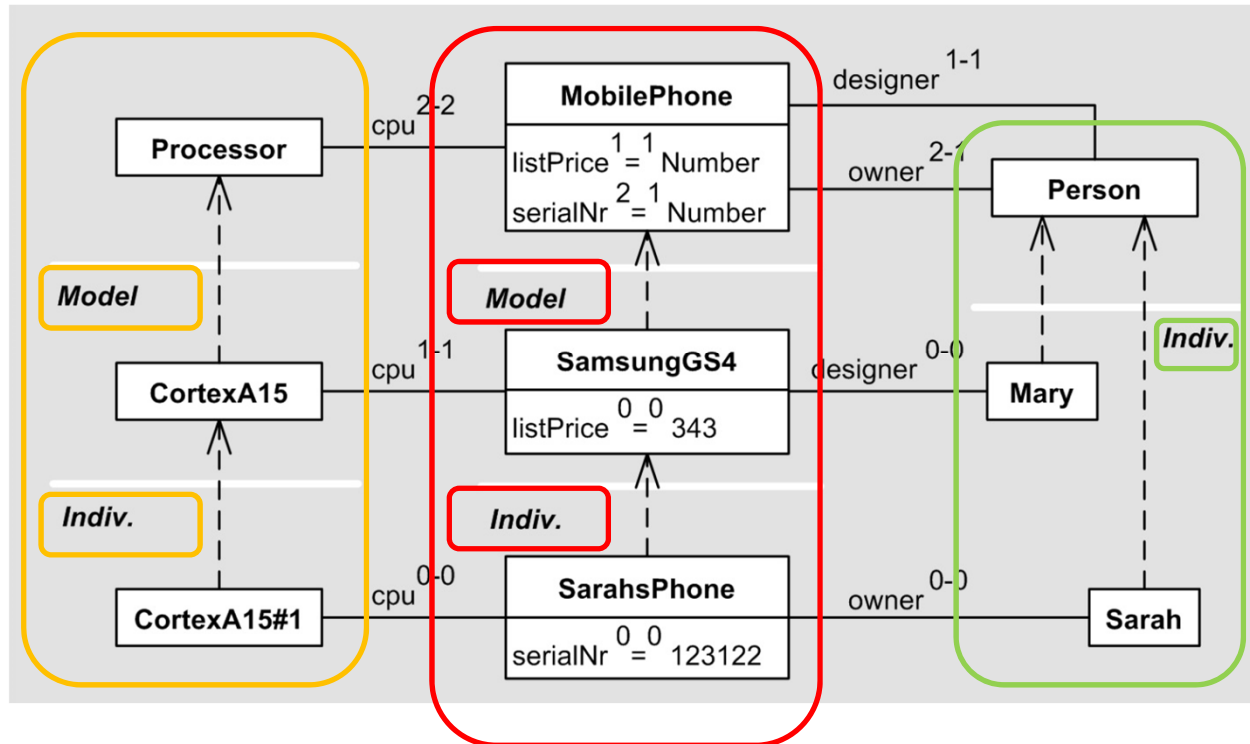 designer 1-1
MobilePhone
cpu 2-2
Processor
listPrice 1 = 1 Number
owner 2-1
Person
serialNr 2 = 1 Number
Model
Model
Indiv.
CortexA15
cpu 1-1
SamsungGS4
designer 0-0
Mary
listPrice 0 = 0 343
Indiv.
Indiv.
CortexA15#1
cpu 0-0
SarahsPhone
owner 0-0
Sarah
serialNr 0 = 0 123122